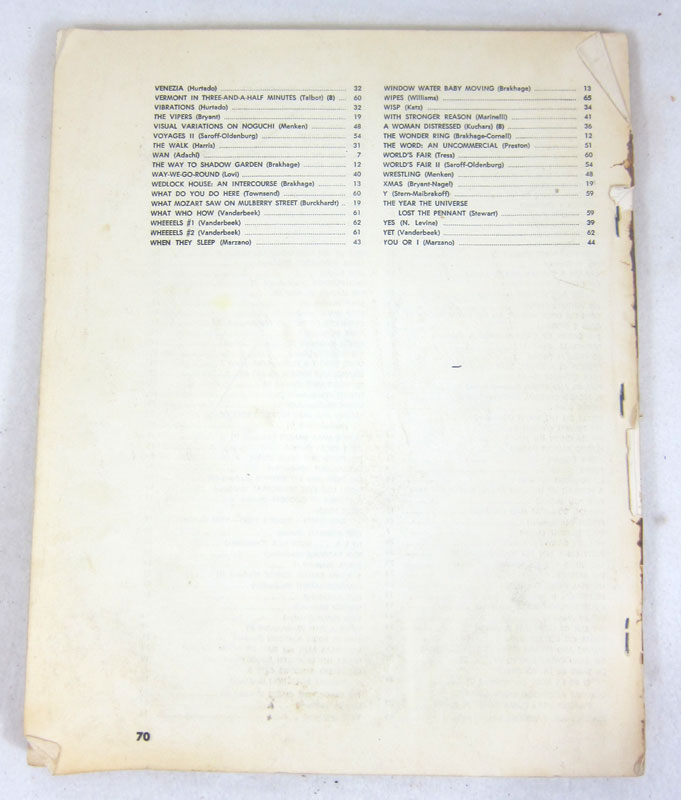 VENEZIA (Hurtado) 32
VERMONT IN THREE-AND-A-HALF MINUTES (Talbot) (8) 60
VIBRATIONS (Hurtado) 32
THE VIPERS (Bryant) 19
VISUAL VARIATIONS ON NOGUCHI (Menken) 48
VOYAGES II (Saroff-Oldenburg) 54
THE WALK (Harris) 31
WAN (Adachi) 7
THE WAY TO SHADOW GARDEN (Brakhage) 12
WAY-WE-GO-ROUND (Lovi) 40
WEDLOCK HOUSE: AN INTERCOURSE (Brakhage) 13
WHAT DO YOU DO HERE (Townsend) 60
WHAT MOZART SAW ON MULBERRY STREET (Burckhardt) 19
WHAT WHO HOW (Vanderbeek) 61
WHEEEELS #1 (Vanderbeek) 62
WHEEEELS #2 (Vanderbeek) 61
WHEN THEY SLEEP (Marzano) 43
WINDOW WATER BABY MOVING (Brakhage) 13
WIPES (Williams) 65
WISP (Katz) 34
WITH STRONGER REASON (Marinelli) 41
A WOMAN DISTRESSED (Kuchars) (8) 36
THE WONDER RING (Brakhage-Cornell) 12
THE WORD: AN UNCOMMERCIAL (Preston) 51
WORLD'S FAIR (Tress) 60
WORLD'S FAIR II (Saroff-Oldenburg) 54
WRESTLING (Menken) 48
XMAS (Bryant-Nagel) 19
Y (Stern-Maibrakoff) 59
THE YEAR THE UNIVERSE
LOST THE PENNANT (Stewart) 59
YES (N. Levine) 39
YET (Vanderbeek) 62
YOU OR I (Marzano) 44
70